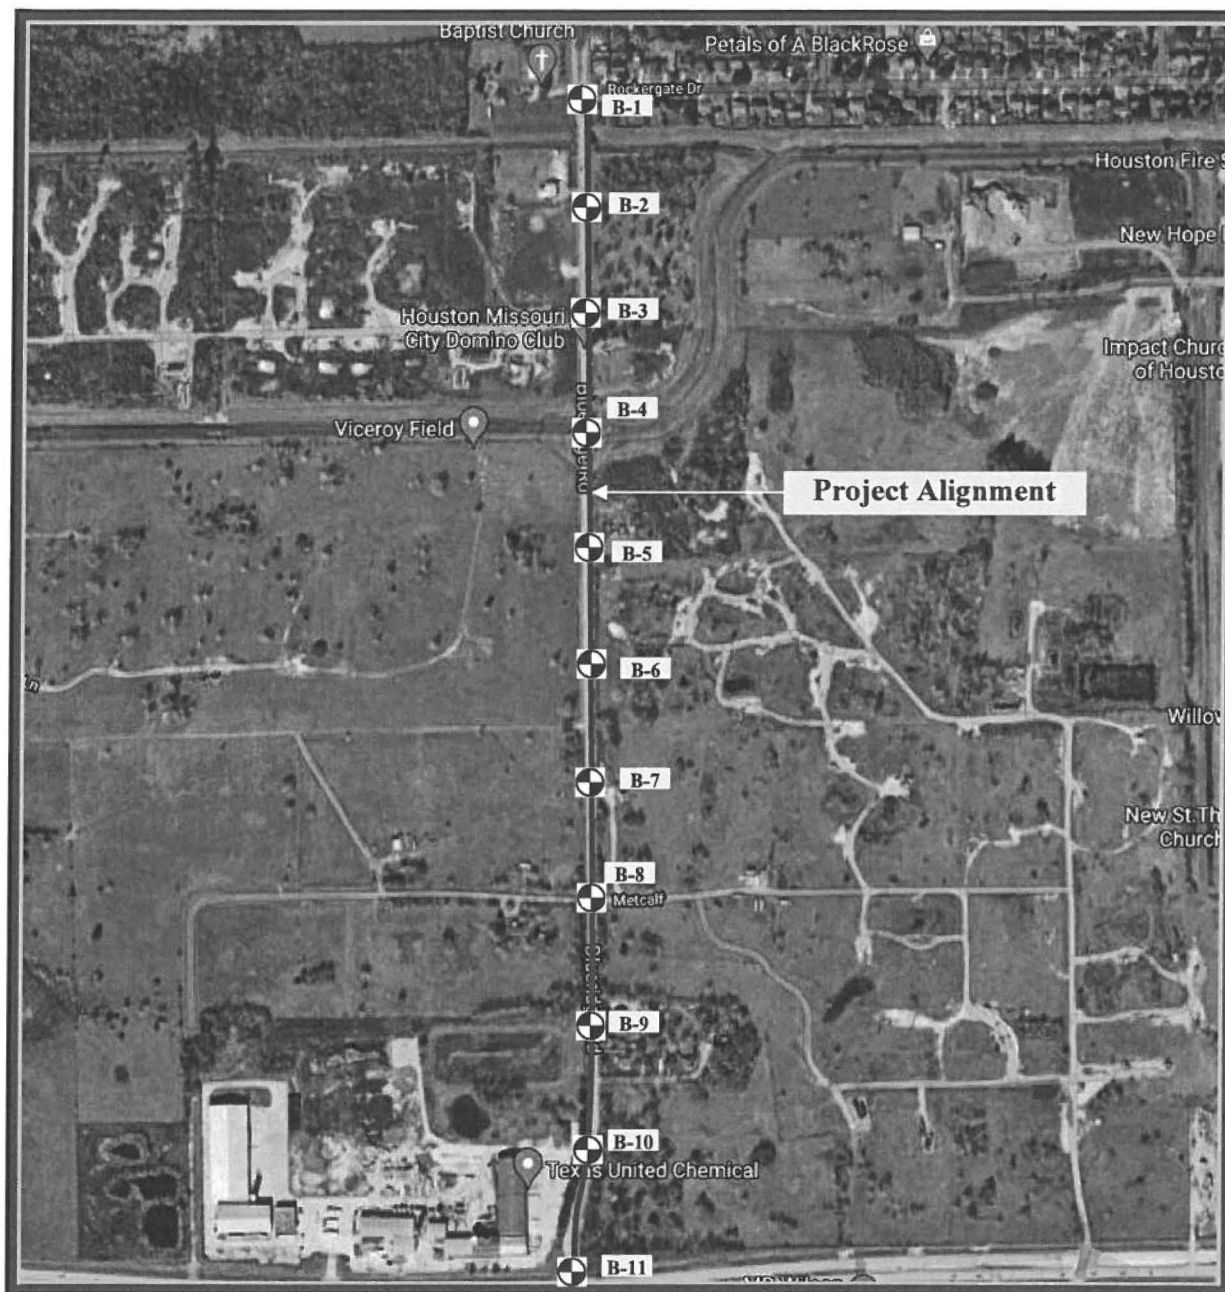 Baptist Church
Petals of A BlackRose
Rockergate Dr
B-1
Houston Fire S
B-2
New Hope
B-3
Houston Missouri
City Domino Club
Impact Churc
of Housto
B-4
Viceroy Field
Project Alignment
B-5
B-6
Ln
Willow
B-7
New St.Th
Church
B-8
Metcalf
B-9
B-10
Texas United Chemical
B-11